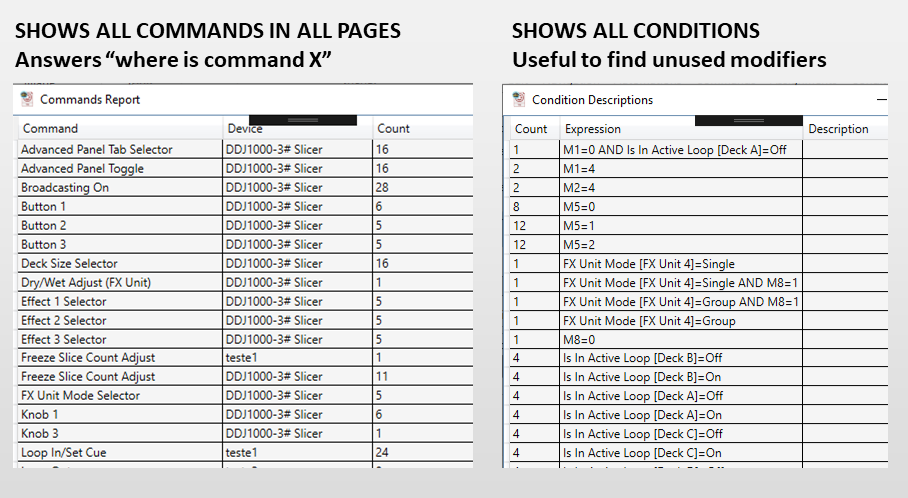 SHOWS ALL COMMANDS IN ALL PAGES
Answers “where is command X”
Commands Report
Command Device Count
Advanced Panel Tab Selector DDJ1000-3# Slicer 16
Advanced Panel Toggle DDJ1000-3# Slicer 16
Broadcasting On DDJ1000-3# Slicer 28
Button 1 DDJ1000-3# Slicer 6
Button 2 DDJ1000-3# Slicer 5
Button 3 DDJ1000-3# Slicer 5
Deck Size Selector DDJ1000-3# Slicer 16
Dry/Wet Adjust (FX Unit) DDJ1000-3# Slicer 1
Effect 1 Selector DDJ1000-3# Slicer 5
Effect 2 Selector DDJ1000-3# Slicer 5
Effect 3 Selector DDJ1000-3# Slicer 5
Freeze Slice Count Adjust teste1 1
Freeze Slice Count Adjust DDJ1000-3# Slicer 11
FX Unit Mode Selector DDJ1000-3# Slicer 5
Knob 1 DDJ1000-3# Slicer 6
Knob 3 DDJ1000-3# Slicer 1
Loop In/Set Cue teste1 24
SHOWS ALL CONDITIONS
Useful to find unused modifiers
Condition Descriptions
Count Expression Description
1 M1=0 AND Is In Active Loop [Deck A]=Off
2 M1=4
2 M2=4
8 M5=0
12 M5=1
12 M5=2
1 FX Unit Mode [FX Unit 4]=Single
1 FX Unit Mode [FX Unit 4]=Single AND M8=1
1 FX Unit Mode [FX Unit 4]=Group AND M8=1
1 FX Unit Mode [FX Unit 4]=Group
1 M8=0
4 Is In Active Loop [Deck B]=Off
4 Is In Active Loop [Deck B]=On
4 Is In Active Loop [Deck A]=Off
4 Is In Active Loop [Deck A]=On
4 Is In Active Loop [Deck C]=Off
4 Is In Active Loop [Deck C]=On